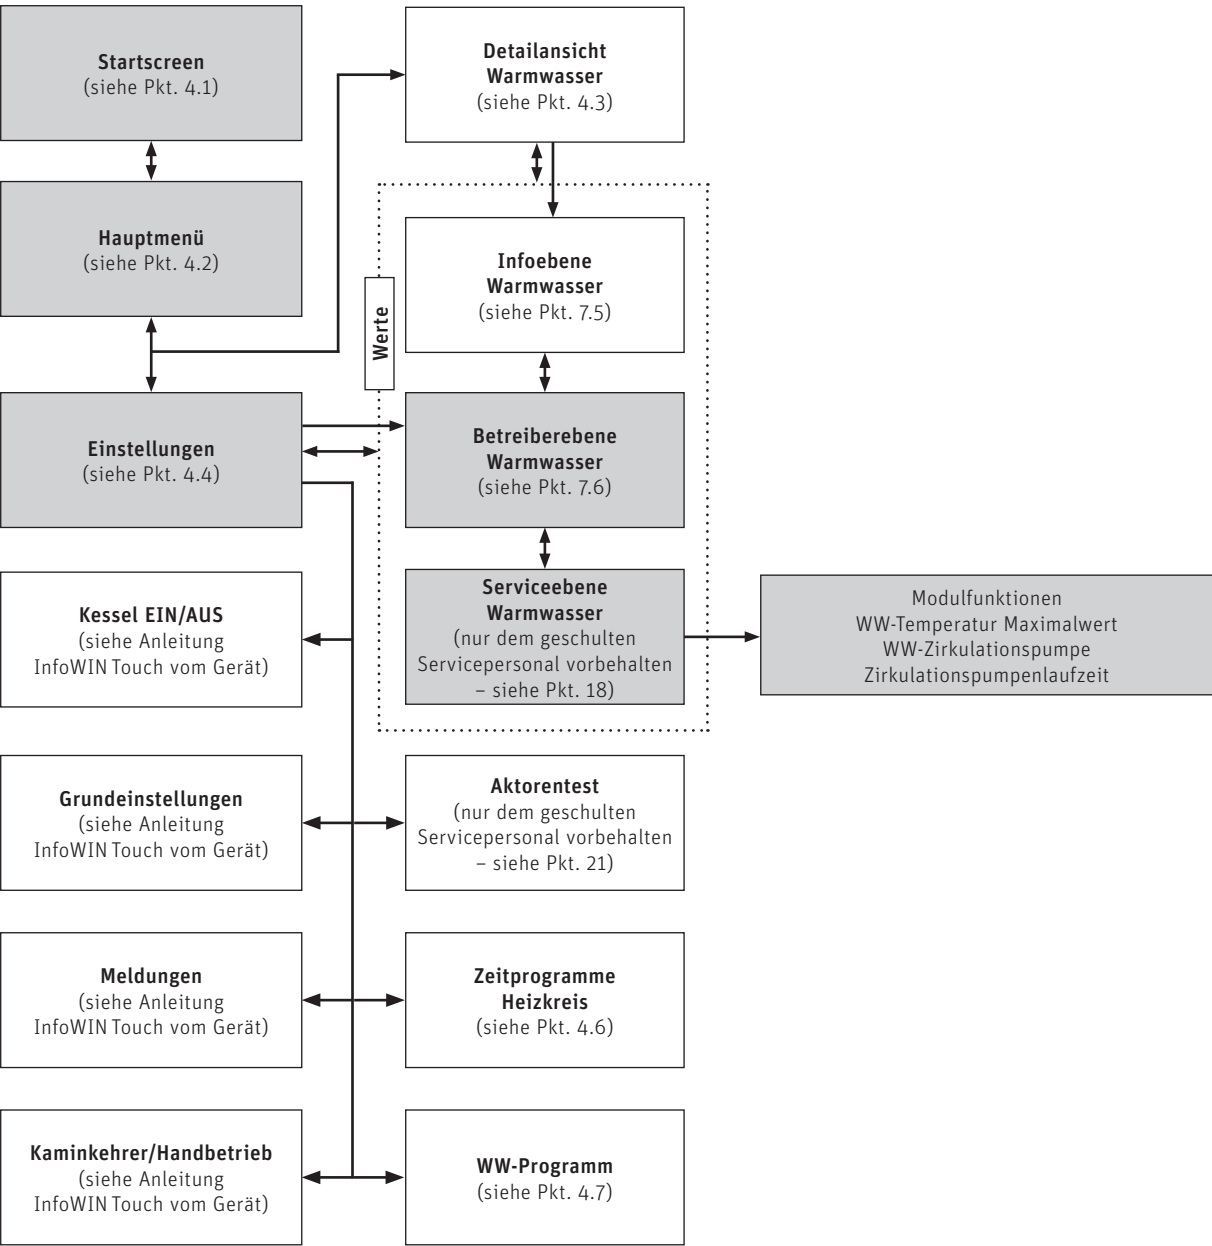 Startscreen
(siehe Pkt. 4.1)
Detailansicht
Warmwasser
(siehe Pkt. 4.3)
Hauptmenü
(siehe Pkt. 4.2)
Infoebene
Warmwasser
(siehe Pkt. 7.5)
Werte
Einstellungen
(siehe Pkt. 4.4)
Betreiberebene
Warmwasser
(siehe Pkt. 7.6)
Kessel EIN/AUS
(siehe Anleitung
InfoWIN Touch vom Gerät)
Serviceebene
Warmwasser
(nur dem geschulten
Servicepersonal vorbehalten
– siehe Pkt. 18)
Modulfunktionen
WW-Temperatur Maximalwert
WW-Zirkulationspumpe
Zirkulationspumpenlaufzeit
Grundeinstellungen
(siehe Anleitung
InfoWIN Touch vom Gerät)
Aktorentest
(nur dem geschulten
Servicepersonal vorbehalten
– siehe Pkt. 21)
Meldungen
(siehe Anleitung
InfoWIN Touch vom Gerät)
Zeitprogramme
Heizkreis
(siehe Pkt. 4.6)
Kaminkehrer/Handbetrieb
(siehe Anleitung
InfoWIN Touch vom Gerät)
WW-Programm
(siehe Pkt. 4.7)